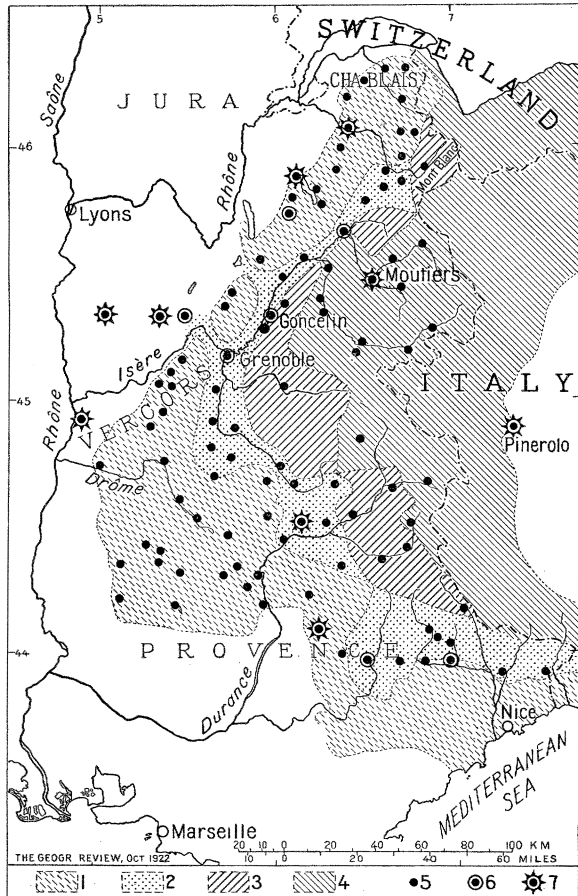 5 6 7
SWITZERLAND
CHABLAIS
JURA
Saône
Rhône
46
Mont Blanc
Lyons
Moutiers
Goncelin
Isère
Grenoble
ITALY
45
Rhône
VERCORS
Pinerolo
Drôme
44
PROVENCE
Durance
Nice
MEDITERRANEAN
SEA
Marseille
20 10 0 20 40 60 80 100 KM
THE GEOGR REVIEW, OCT 1922
20 10 0 20 40 60 MILES
1 2 3 4 5 6 7